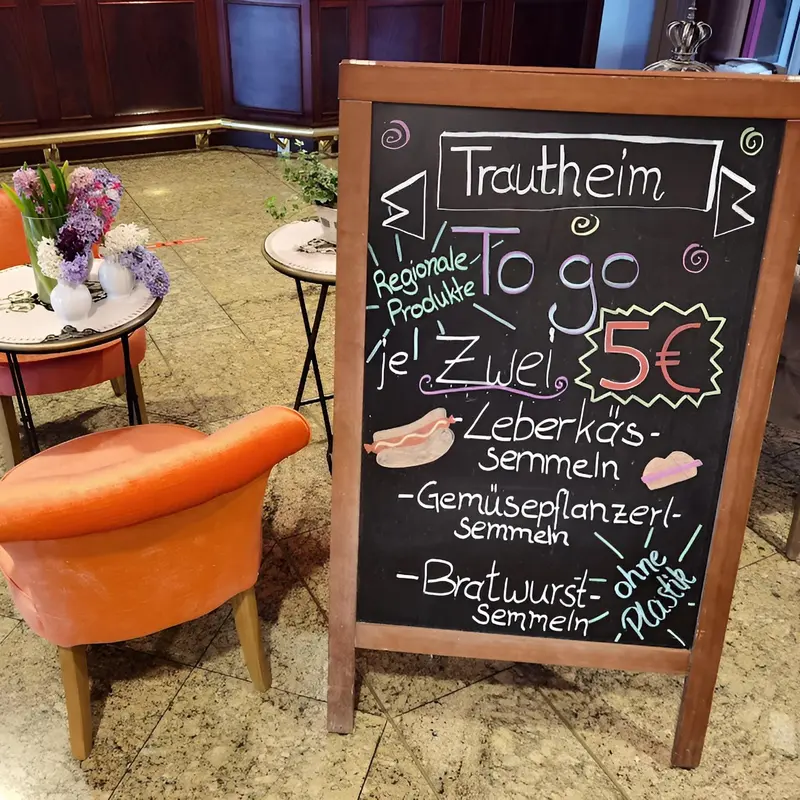 Trautheim
To go
Regionale
Produkte
je Zwei 5€
-Leberkäs-
semmeln
-Gemüsepflanzerl-
semmeln
-Bratwurst-
semmeln
ohne
Plastik